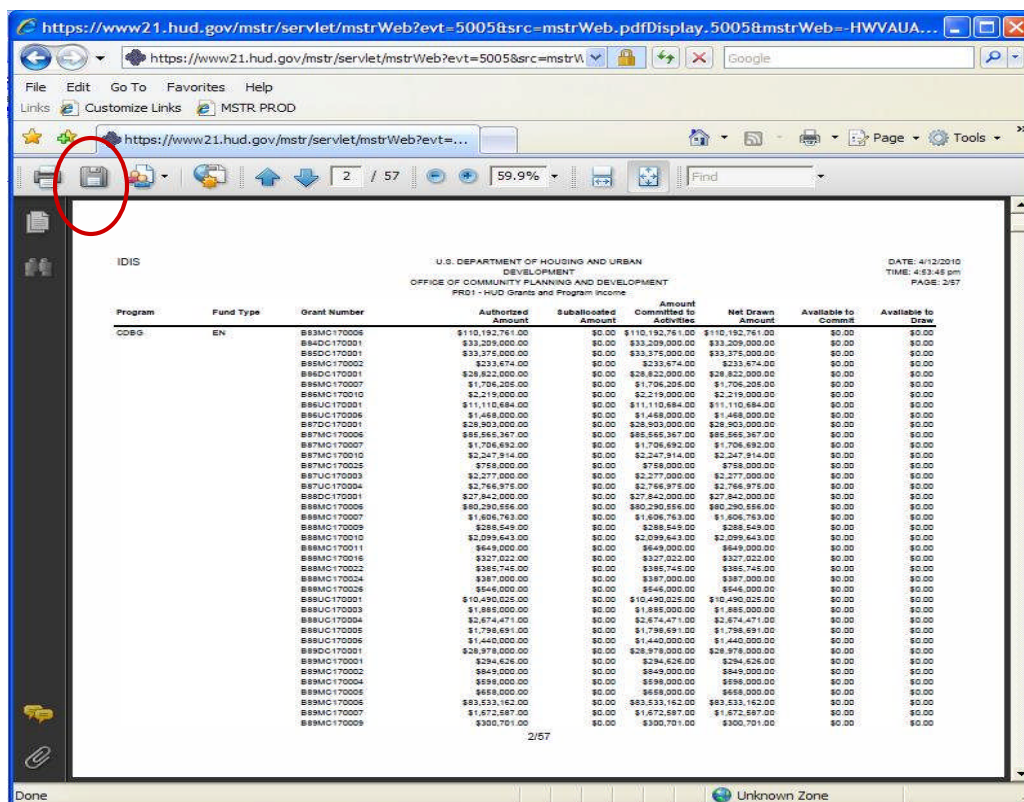 https://www21.hud.gov/mstr/servlet/mstrWeb?evt=5005&src=mstrWeb.pdfDisplay.5005&mstrWeb=-HWVAUA...
https://www21.hud.gov/mstr/servlet/mstrWeb?evt=5005&src=mstrW
Google
File Edit Go To Favorites Help
Links Customize Links MSTR PROD
https://www21.hud.gov/mstr/servlet/mstrWeb?evt=...
Page Tools
2 / 57 59.9% Find
IDIS U.S. DEPARTMENT OF HOUSING AND URBAN DATE: 4/12/2010
DEVELOPMENT TIME: 4:53:45 pm
OFFICE OF COMMUNITY PLANNING AND DEVELOPMENT PAGE: 2/57
PR01 - HUD Grants and Program Income
Program Fund Type Grant Number Authorized Amount Suballocated Amount Amount Committed to Activities Net Drawn Amount Available to Commit Available to Draw
CDBG EN B83MC170006 $110,192,761.00 $0.00 $110,192,761.00 $110,192,761.00 $0.00 $0.00
B84DC170001 $33,209,000.00 $0.00 $33,209,000.00 $33,209,000.00 $0.00 $0.00
B85DC170001 $33,375,000.00 $0.00 $33,375,000.00 $33,375,000.00 $0.00 $0.00
B85MC170002 $233,674.00 $0.00 $233,674.00 $233,674.00 $0.00 $0.00
B86DC170001 $28,822,000.00 $0.00 $28,822,000.00 $28,822,000.00 $0.00 $0.00
B86MC170007 $1,706,205.00 $0.00 $1,706,205.00 $1,706,205.00 $0.00 $0.00
B86MC170010 $2,219,000.00 $0.00 $2,219,000.00 $2,219,000.00 $0.00 $0.00
B86UC170001 $11,110,684.00 $0.00 $11,110,684.00 $11,110,684.00 $0.00 $0.00
B86UC170006 $1,468,000.00 $0.00 $1,468,000.00 $1,468,000.00 $0.00 $0.00
B87DC170001 $28,903,000.00 $0.00 $28,903,000.00 $28,903,000.00 $0.00 $0.00
B87MC170006 $85,565,367.00 $0.00 $85,565,367.00 $85,565,367.00 $0.00 $0.00
B87MC170007 $1,706,692.00 $0.00 $1,706,692.00 $1,706,692.00 $0.00 $0.00
B87MC170010 $2,247,914.00 $0.00 $2,247,914.00 $2,247,914.00 $0.00 $0.00
B87MC170025 $758,000.00 $0.00 $758,000.00 $758,000.00 $0.00 $0.00
B87UC170003 $2,277,000.00 $0.00 $2,277,000.00 $2,277,000.00 $0.00 $0.00
B87UC170004 $2,766,975.00 $0.00 $2,766,975.00 $2,766,975.00 $0.00 $0.00
B88DC170001 $27,842,000.00 $0.00 $27,842,000.00 $27,842,000.00 $0.00 $0.00
B88MC170006 $80,290,556.00 $0.00 $80,290,556.00 $80,290,556.00 $0.00 $0.00
B88MC170007 $1,606,763.00 $0.00 $1,606,763.00 $1,606,763.00 $0.00 $0.00
B88MC170009 $288,549.00 $0.00 $288,549.00 $288,549.00 $0.00 $0.00
B88MC170010 $2,099,643.00 $0.00 $2,099,643.00 $2,099,643.00 $0.00 $0.00
B88MC170011 $649,000.00 $0.00 $649,000.00 $649,000.00 $0.00 $0.00
B88MC170016 $327,022.00 $0.00 $327,022.00 $327,022.00 $0.00 $0.00
B88MC170022 $385,745.00 $0.00 $385,745.00 $385,745.00 $0.00 $0.00
B88MC170024 $387,000.00 $0.00 $387,000.00 $387,000.00 $0.00 $0.00
B88MC170026 $546,000.00 $0.00 $546,000.00 $546,000.00 $0.00 $0.00
B88UC170001 $10,490,025.00 $0.00 $10,490,025.00 $10,490,025.00 $0.00 $0.00
B88UC170003 $1,885,000.00 $0.00 $1,885,000.00 $1,885,000.00 $0.00 $0.00
B88UC170004 $2,674,471.00 $0.00 $2,674,471.00 $2,674,471.00 $0.00 $0.00
B88UC170005 $1,798,691.00 $0.00 $1,798,691.00 $1,798,691.00 $0.00 $0.00
B88UC170006 $1,440,000.00 $0.00 $1,440,000.00 $1,440,000.00 $0.00 $0.00
B89DC170001 $28,978,000.00 $0.00 $28,978,000.00 $28,978,000.00 $0.00 $0.00
B89MC170001 $294,626.00 $0.00 $294,626.00 $294,626.00 $0.00 $0.00
B89MC170002 $849,000.00 $0.00 $849,000.00 $849,000.00 $0.00 $0.00
B89MC170004 $598,000.00 $0.00 $598,000.00 $598,000.00 $0.00 $0.00
B89MC170005 $658,000.00 $0.00 $658,000.00 $658,000.00 $0.00 $0.00
B89MC170006 $83,533,162.00 $0.00 $83,533,162.00 $83,533,162.00 $0.00 $0.00
B89MC170007 $1,672,587.00 $0.00 $1,672,587.00 $1,672,587.00 $0.00 $0.00
B89MC170009 $300,701.00 $0.00 $300,701.00 $300,701.00 $0.00 $0.00
2/57
Done Unknown Zone